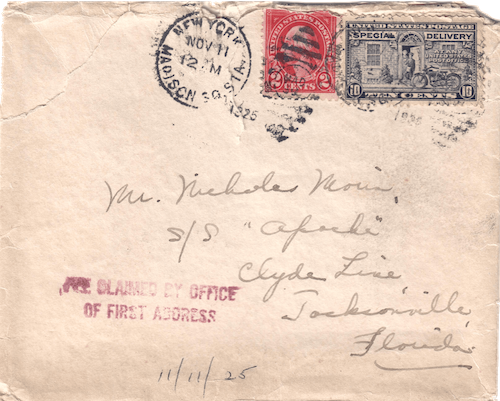 NEW YORK, N.Y.
NOV 11
12 M
1925
MADISON SQ. STA.
UNITED STATES POSTAGE
2 CENTS 2
UNITED STATES POSTAGE
SPECIAL DELIVERY
10 TEN CENTS 10
Mr. Nicholas
S/S "Apache"
Clyde Line,
Jacksonville,
Florida.
CLAIMED BY OFFICE
OF FIRST ADDRESS
11/11/25